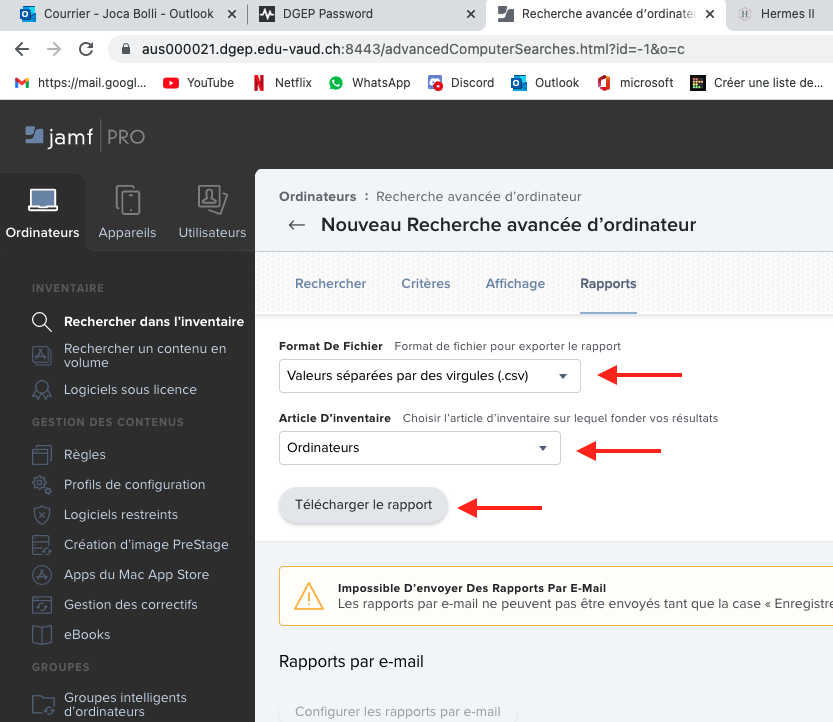 Courrier - Joca Bolli - Outlook
DGEP Password
Recherche avancée d'ordinateu
Hermes II
aus000021.dgep.edu-vaud.ch:8443/advancedComputerSearches.html?id=-1&o=c
https://mail.googl...
YouTube
Netflix
WhatsApp
Discord
Outlook
microsoft
Créer une liste de...
jamf PRO
Ordinateurs
Appareils
Utilisateurs
INVENTAIRE
Rechercher dans l'inventaire
Rechercher un contenu en
volume
Logiciels sous licence
GESTION DES CONTENUS
Règles
Profils de configuration
Logiciels restreints
Création d'image PreStage
Apps du Mac App Store
Gestion des correctifs
eBooks
GROUPES
Groupes intelligents
d'ordinateurs
Ordinateurs : Recherche avancée d'ordinateur
← Nouveau Recherche avancée d'ordinateur
Rechercher
Critères
Affichage
Rapports
Format De Fichier Format de fichier pour exporter le rapport
Valeurs séparées par des virgules (.csv)
Article D'inventaire Choisir l'article d'inventaire sur lequel fonder vos résultats
Ordinateurs
Télécharger le rapport
Impossible D'envoyer Des Rapports Par E-Mail
Les rapports par e-mail ne peuvent pas être envoyés tant que la case « Enregistre
Rapports par e-mail
Configurer les rapports par e-mail